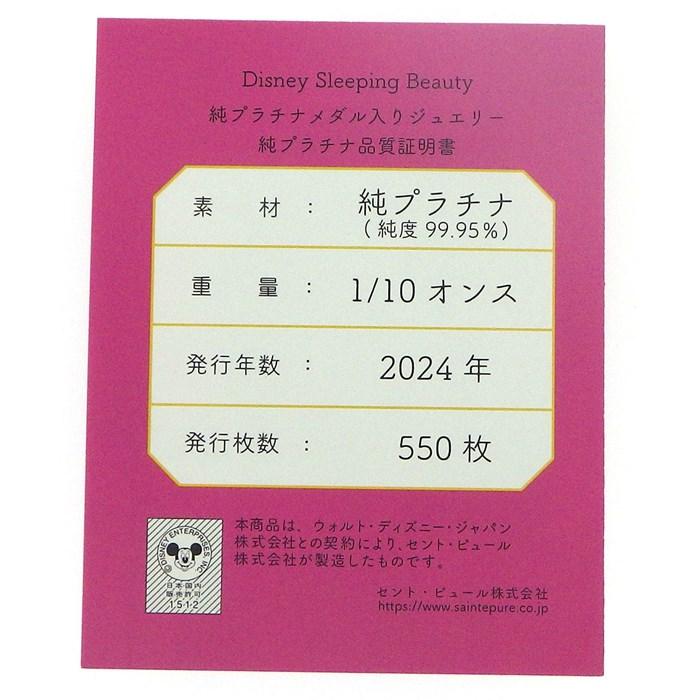 Disney Sleeping Beauty
純プラチナメダル入りジュエリー
純プラチナ品質証明書
素 材 : 純プラチナ
(純度 99.95%)
重 量 : 1/10 オンス
発行年数 : 2024 年
発行枚数 : 550 枚
©DISNEY ENTERPRISES, INC
日本国内
販売許可
1512
本商品は、ウォルト・ディズニー・ジャパン
株式会社との契約により、セント・ピュール
株式会社が製造したものです。
セント・ピュール株式会社
https://www.saintepure.co.jp